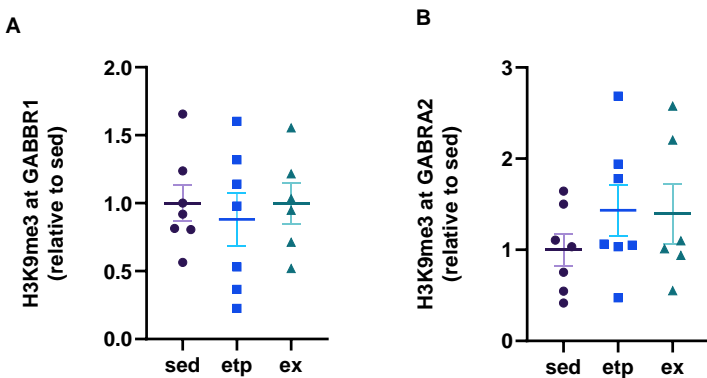 A
H3K9me3 at GABBR1
(relative to sed)
2.0
1.5
1.0
0.5
0.0
sed etp ex
B
H3K9me3 at GABRA2
(relative to sed)
3
2
1
0
sed etp ex